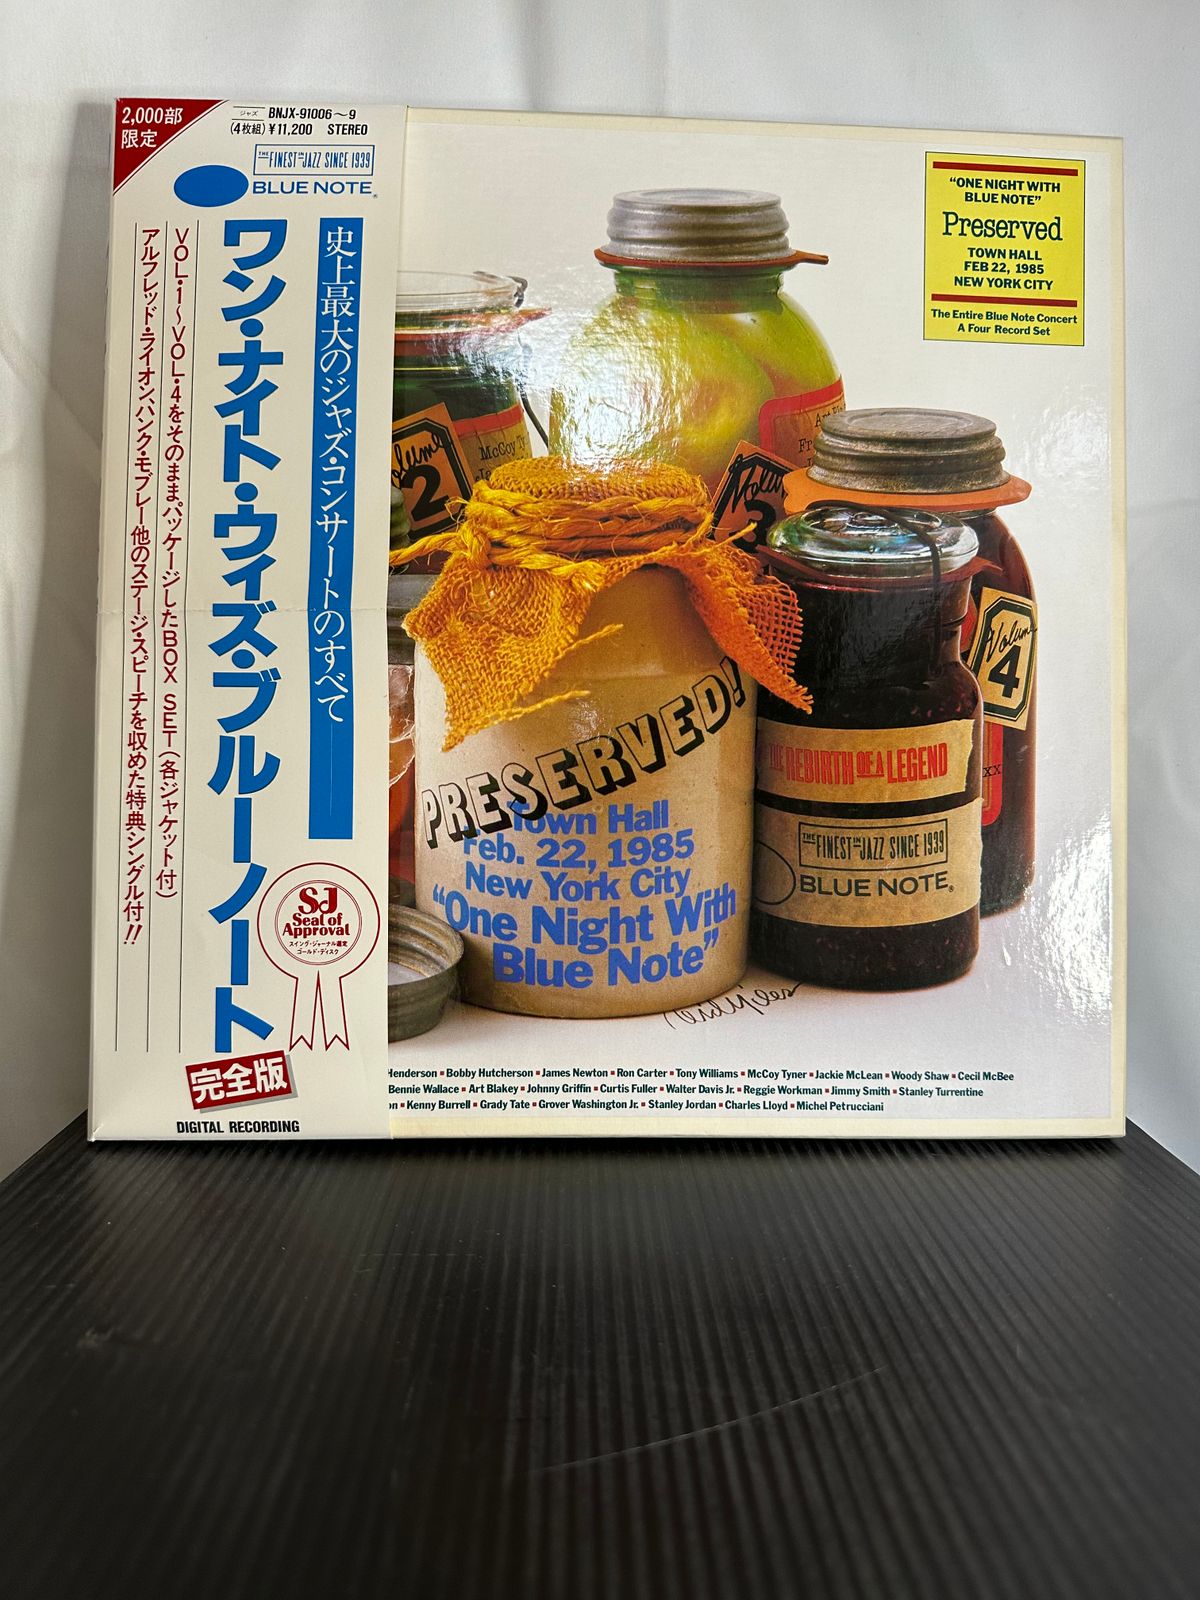 2,000部
限定
ジャズ BNJX-91006〜9
(4枚組) ¥11,200 STEREO
THE FINEST IN JAZZ SINCE 1939
BLUE NOTE®
史上最大のジャズ・コンサートのすべて
ワン・ナイト・ウィズ・ブルーノート
VOL・1〜VOL・4をそのままパッケージしたBOX SET(各ジャケット付)
アルフレッド・ライオン、ハンク・モブレー他のステージ・スピーチを収めた特典・シングル付!!
SJ
Seal of
Approval
スイング・ジャーナル選定
ゴールド・ディスク
完全版
DIGITAL RECORDING
"ONE NIGHT WITH
BLUE NOTE"
Preserved
TOWN HALL
FEB 22, 1985
NEW YORK CITY
The Entire Blue Note Concert
A Four Record Set
2
McCoy Ty
Volume
4
PRESERVED!
Town Hall
Feb. 22, 1985
New York City
"One Night With
Blue Note"
THE REBIRTH OF A LEGEND
THE FINEST IN JAZZ SINCE 1939
BLUE NOTE®
XX
Henderson ▪ Bobby Hutcherson ▪ James Newton ▪ Ron Carter ▪ Tony Williams ▪ McCoy Tyner ▪ Jackie McLean ▪ Woody Shaw ▪ Cecil McBee
Bennie Wallace ▪ Art Blakey ▪ Johnny Griffin ▪ Curtis Fuller ▪ Walter Davis Jr. ▪ Reggie Workman ▪ Jimmy Smith ▪ Stanley Turrentine
on ▪ Kenny Burrell ▪ Grady Tate ▪ Grover Washington Jr. ▪ Stanley Jordan ▪ Charles Lloyd ▪ Michel Petrucciani